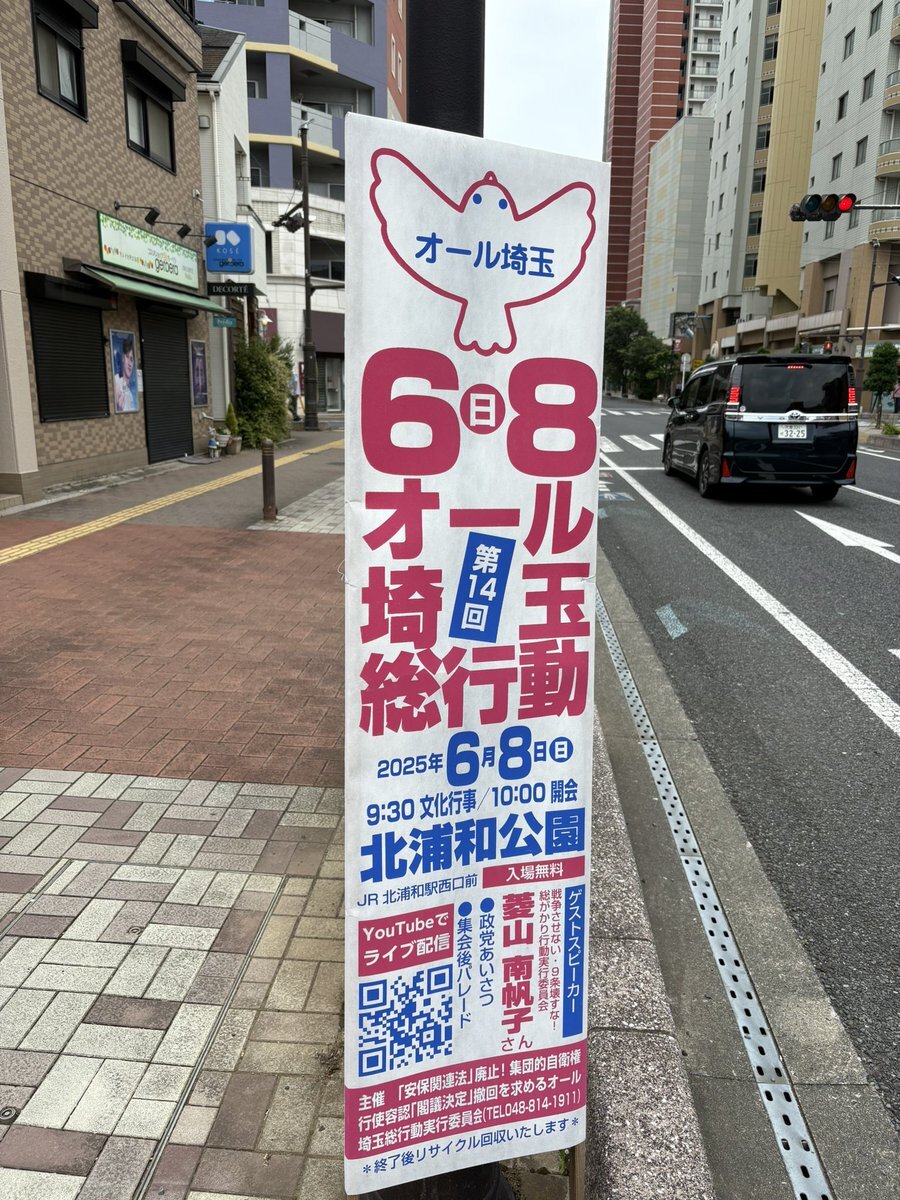 オール埼玉
6㊐8
オール
埼玉
第14回
総行動
2025年6月8日㊐
9:30 文化行事/10:00 開会
北浦和公園
JR 北浦和駅西口前
入場無料
YouTubeで
ライブ配信
●政党あいさつ
●集会後パレード
ゲストスピーカー
戦争させない・9条壊すな!
総がかり行動実行委員会
菱山 南帆子さん
主催 「安保関連法」廃止!集団的自衛権
行使容認「閣議決定」撤回を求めるオール
埼玉総行動実行委員会(TEL048-814-1911)
*終了後リサイクル回収いたします*
gerbera
KOSÉ
DECORTÉ
32-25